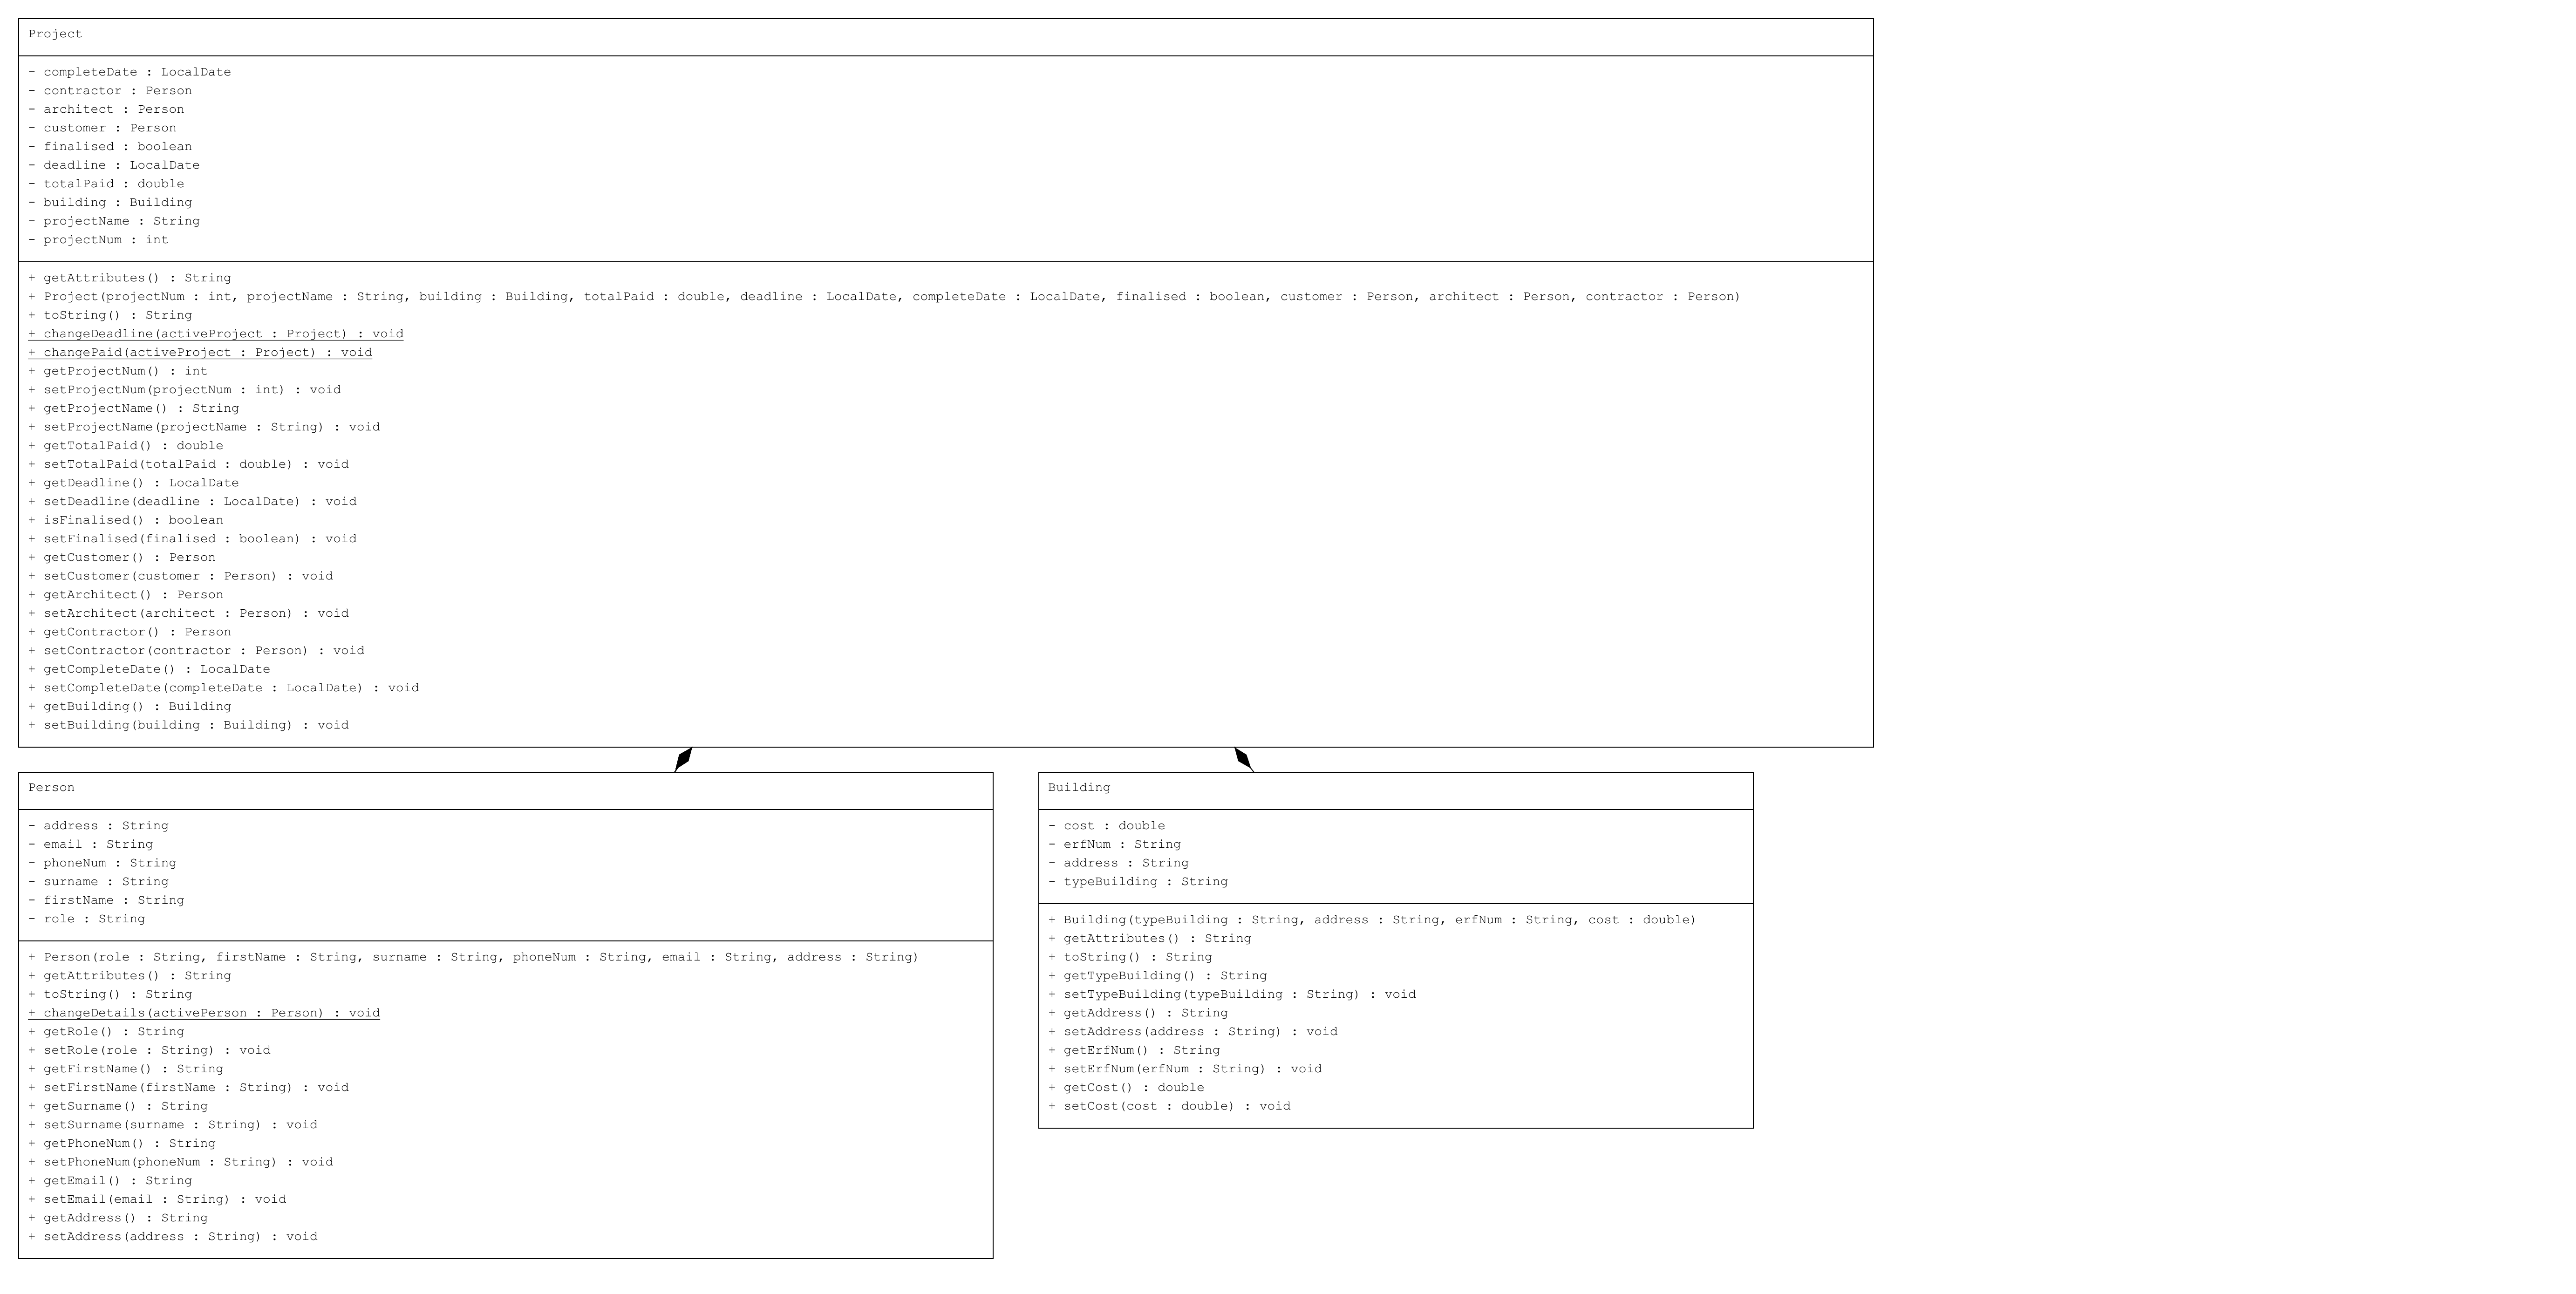 Project
- completeDate : LocalDate
- contractor : Person
- architect : Person
- customer : Person
- finalised : boolean
- deadline : LocalDate
- totalPaid : double
- building : Building
- projectName : String
- projectNum : int
+ getAttributes() : String
+ Project(projectNum : int, projectName : String, building : Building, totalPaid : double, deadline : LocalDate, completeDate : LocalDate, finalised : boolean, customer : Person, architect : Person, contractor : Person)
+ toString() : String
+ changeDeadline(activeProject : Project) : void
+ changePaid(activeProject : Project) : void
+ getProjectNum() : int
+ setProjectNum(projectNum : int) : void
+ getProjectName() : String
+ setProjectName(projectName : String) : void
+ getTotalPaid() : double
+ setTotalPaid(totalPaid : double) : void
+ getDeadline() : LocalDate
+ setDeadline(deadline : LocalDate) : void
+ isFinalised() : boolean
+ setFinalised(finalised : boolean) : void
+ getCustomer() : Person
+ setCustomer(customer : Person) : void
+ getArchitect() : Person
+ setArchitect(architect : Person) : void
+ getContractor() : Person
+ setContractor(contractor : Person) : void
+ getCompleteDate() : LocalDate
+ setCompleteDate(completeDate : LocalDate) : void
+ getBuilding() : Building
+ setBuilding(building : Building) : void
Person
- address : String
- email : String
- phoneNum : String
- surname : String
- firstName : String
- role : String
+ Person(role : String, firstName : String, surname : String, phoneNum : String, email : String, address : String)
+ getAttributes() : String
+ toString() : String
+ changeDetails(activePerson : Person) : void
+ getRole() : String
+ setRole(role : String) : void
+ getFirstName() : String
+ setFirstName(firstName : String) : void
+ getSurname() : String
+ setSurname(surname : String) : void
+ getPhoneNum() : String
+ setPhoneNum(phoneNum : String) : void
+ getEmail() : String
+ setEmail(email : String) : void
+ getAddress() : String
+ setAddress(address : String) : void
Building
- cost : double
- erfNum : String
- address : String
- typeBuilding : String
+ Building(typeBuilding : String, address : String, erfNum : String, cost : double)
+ getAttributes() : String
+ toString() : String
+ getTypeBuilding() : String
+ setTypeBuilding(typeBuilding : String) : void
+ getAddress() : String
+ setAddress(address : String) : void
+ getErfNum() : String
+ setErfNum(erfNum : String) : void
+ getCost() : double
+ setCost(cost : double) : void